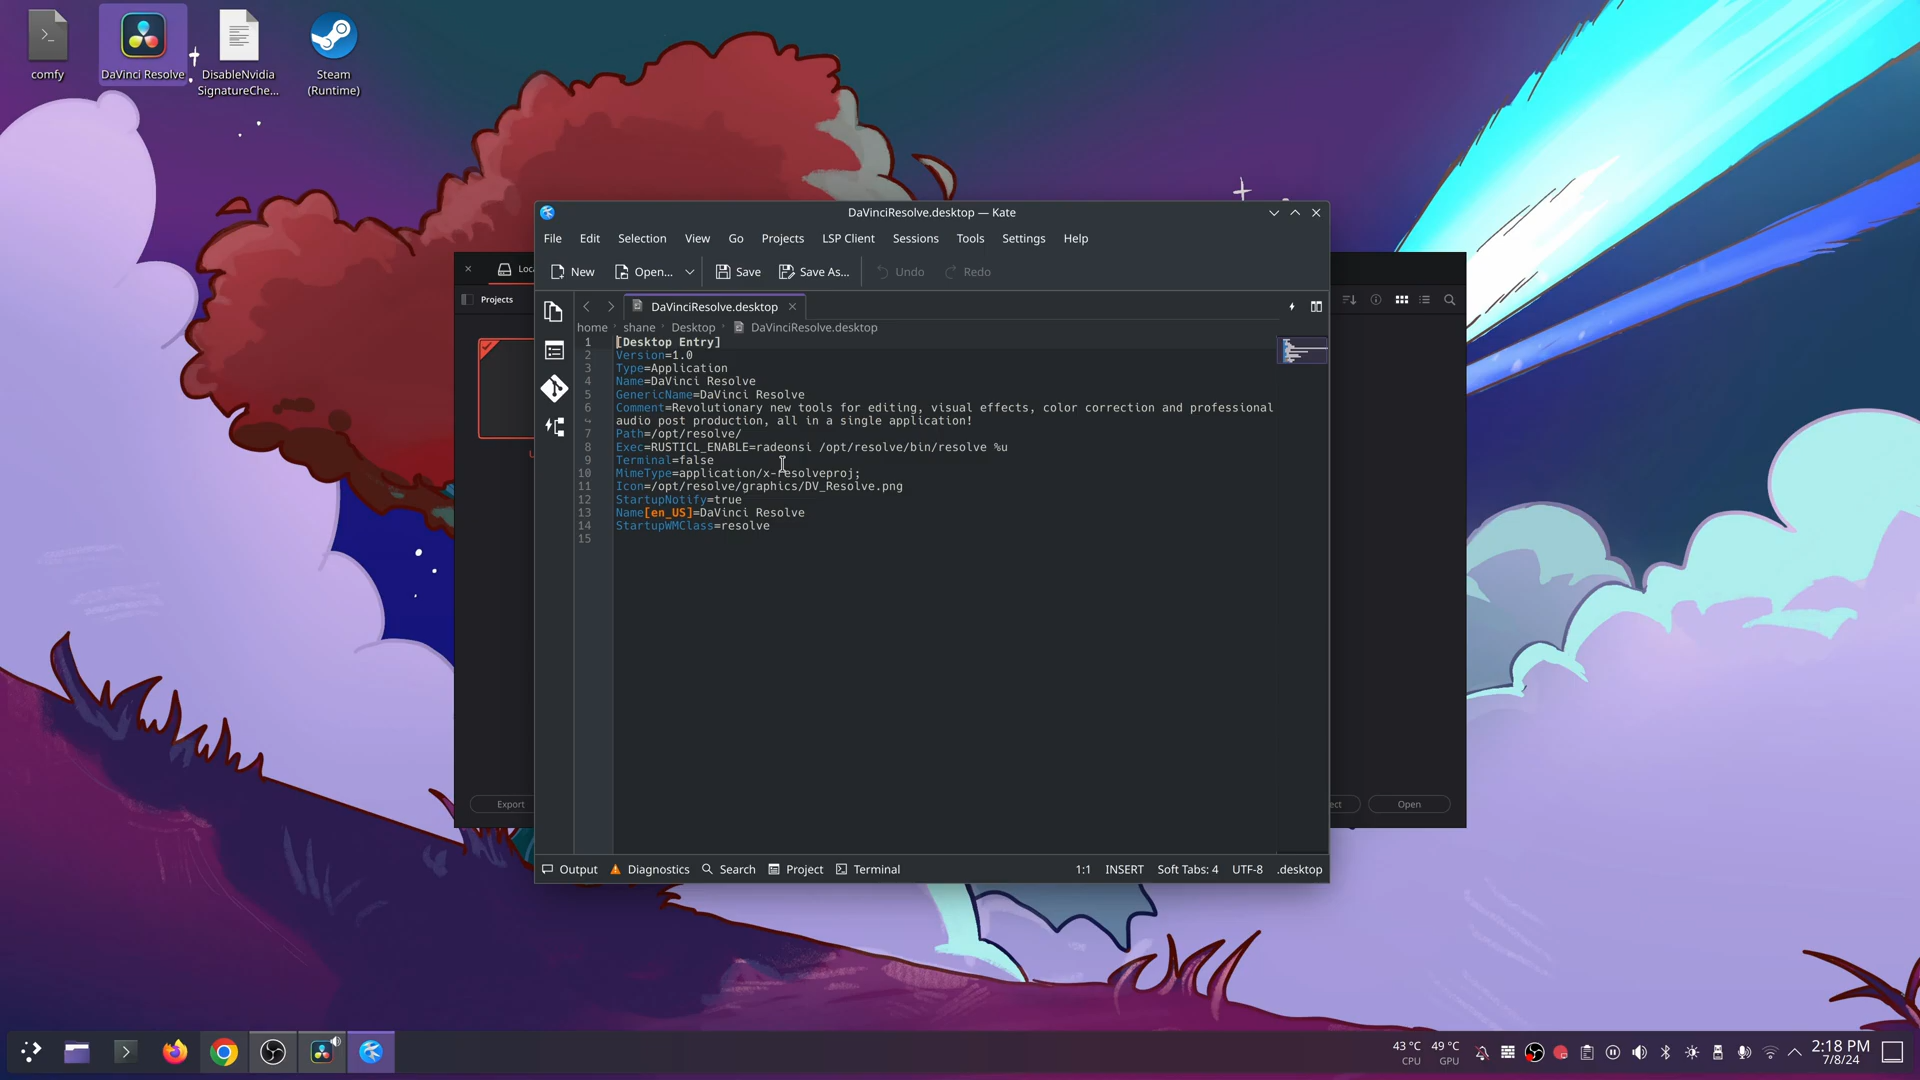 comfy
DaVinci Resolve
DisableNvidia
SignatureChe...
Steam
(Runtime)
DaVinciResolve.desktop — Kate
File Edit Selection View Go Projects LSP Client Sessions Tools Settings Help
New Open... Save Save As... Undo Redo
Projects
DaVinciResolve.desktop
home shane Desktop DaVinciResolve.desktop
1 [Desktop Entry]
2 Version=1.0
3 Type=Application
4 Name=DaVinci Resolve
5 GenericName=DaVinci Resolve
6 Comment=Revolutionary new tools for editing, visual effects, color correction and professional
audio post production, all in a single application!
7 Path=/opt/resolve/
8 Exec=RUSTICL_ENABLE=radeonsi /opt/resolve/bin/resolve %u
9 Terminal=false
10 MimeType=application/x-resolveproj;
11 Icon=/opt/resolve/graphics/DV_Resolve.png
12 StartupNotify=true
13 Name[en_US]=DaVinci Resolve
14 StartupWMClass=resolve
15
Export
Open
Output Diagnostics Search Project Terminal 1:1 INSERT Soft Tabs: 4 UTF-8 .desktop
43 °C 49 °C
CPU GPU
2:18 PM
7/8/24